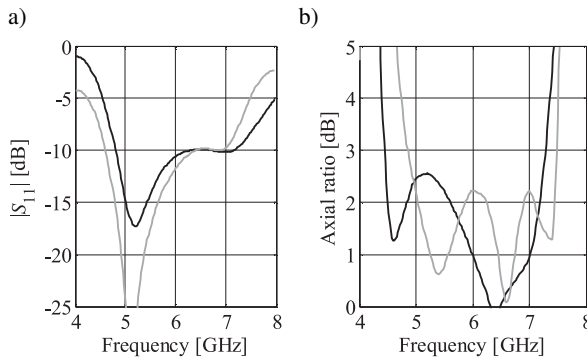 a)
b)
0
-5
-10
-15
-20
-25
|S11| [dB]
4 5 6 7 8
Frequency [GHz]
5
4
3
2
1
0
Axial ratio [dB]
4 5 6 7 8
Frequency [GHz]